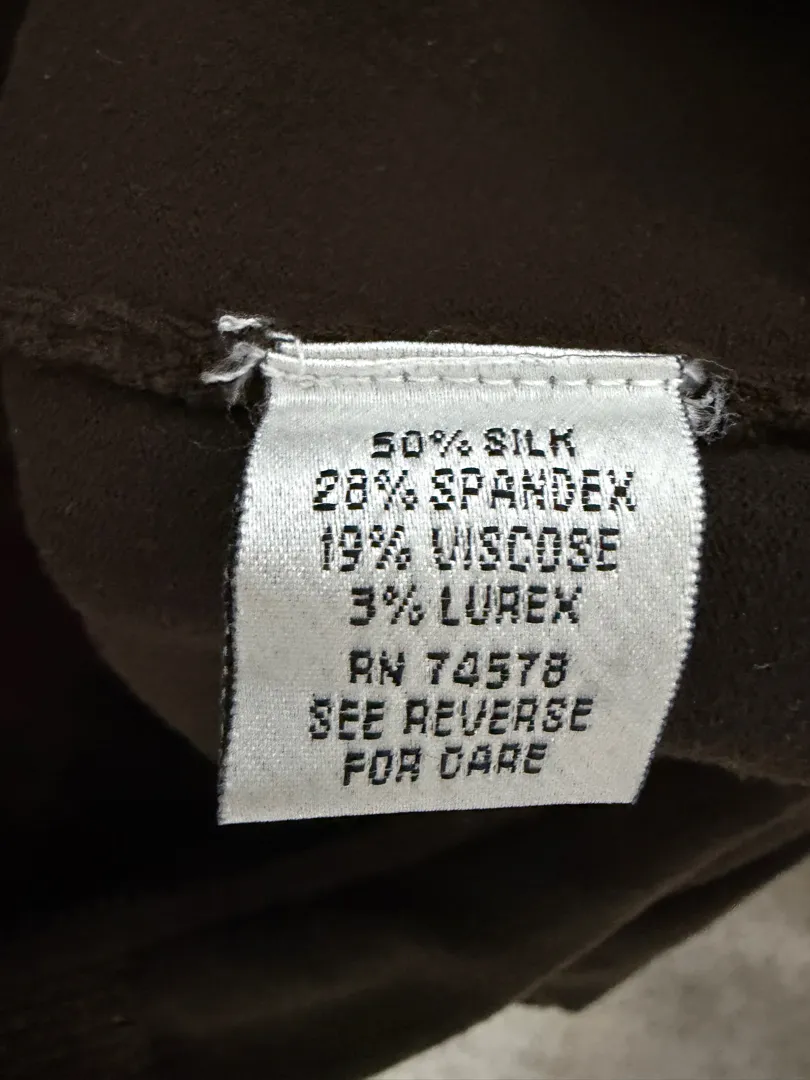 50% SILK
28% SPANDEX
19% VISCOSE
3% LUREX
RN 74578
SEE REVERSE
FOR CARE